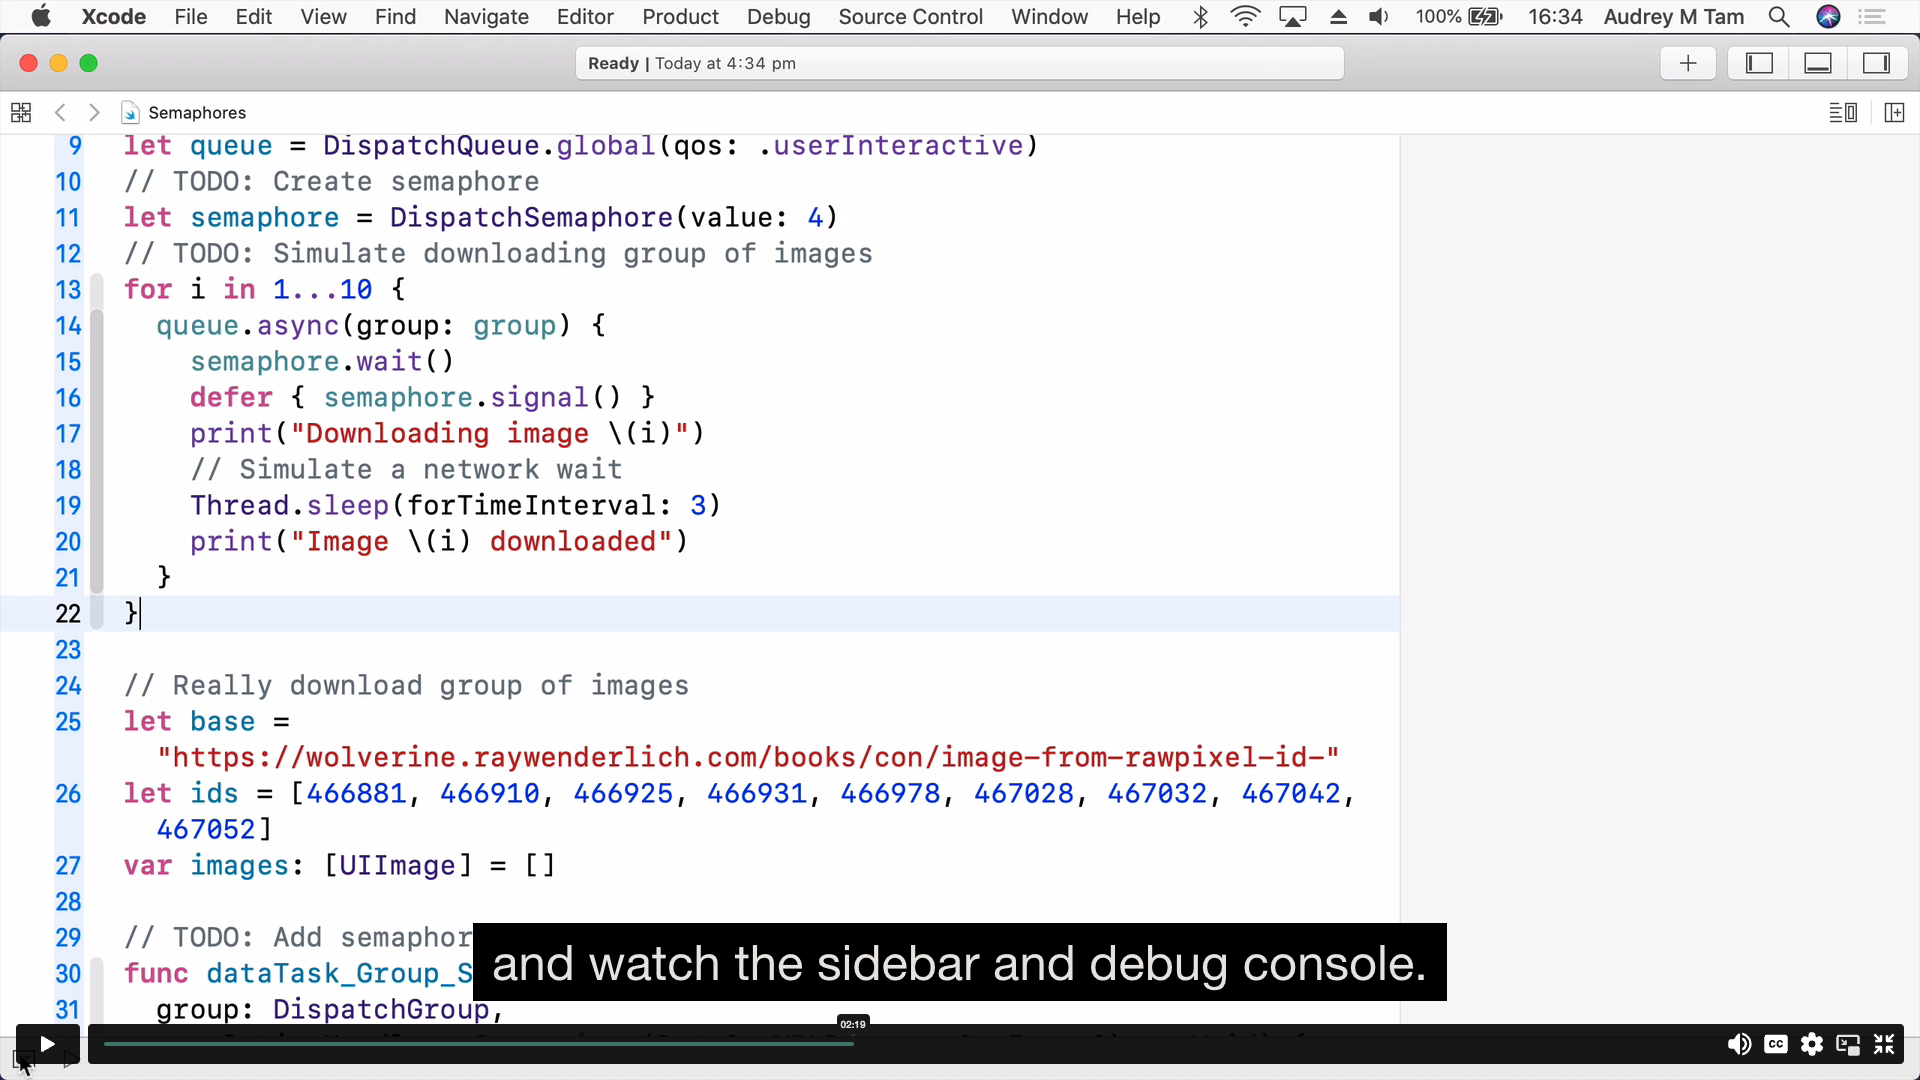 Xcode File Edit View Find Navigate Editor Product Debug Source Control Window Help 100% 16:34 Audrey M Tam
Ready | Today at 4:34 pm
Semaphores
9 let queue = DispatchQueue.global(qos: .userInteractive)
10 // TODO: Create semaphore
11 let semaphore = DispatchSemaphore(value: 4)
12 // TODO: Simulate downloading group of images
13 for i in 1...10 {
14 queue.async(group: group) {
15 semaphore.wait()
16 defer { semaphore.signal() }
17 print("Downloading image \(i)")
18 // Simulate a network wait
19 Thread.sleep(forTimeInterval: 3)
20 print("Image \(i) downloaded")
21 }
22 }
23
24 // Really download group of images
25 let base =
"https://wolverine.raywenderlich.com/books/con/image-from-rawpixel-id-"
26 let ids = [466881, 466910, 466925, 466931, 466978, 467028, 467032, 467042,
467052]
27 var images: [UIImage] = []
28
29 // TODO: Add semaphor
30 func dataTask_Group_S
and watch the sidebar and debug console.
31 group: DispatchGroup,
02:19
CC